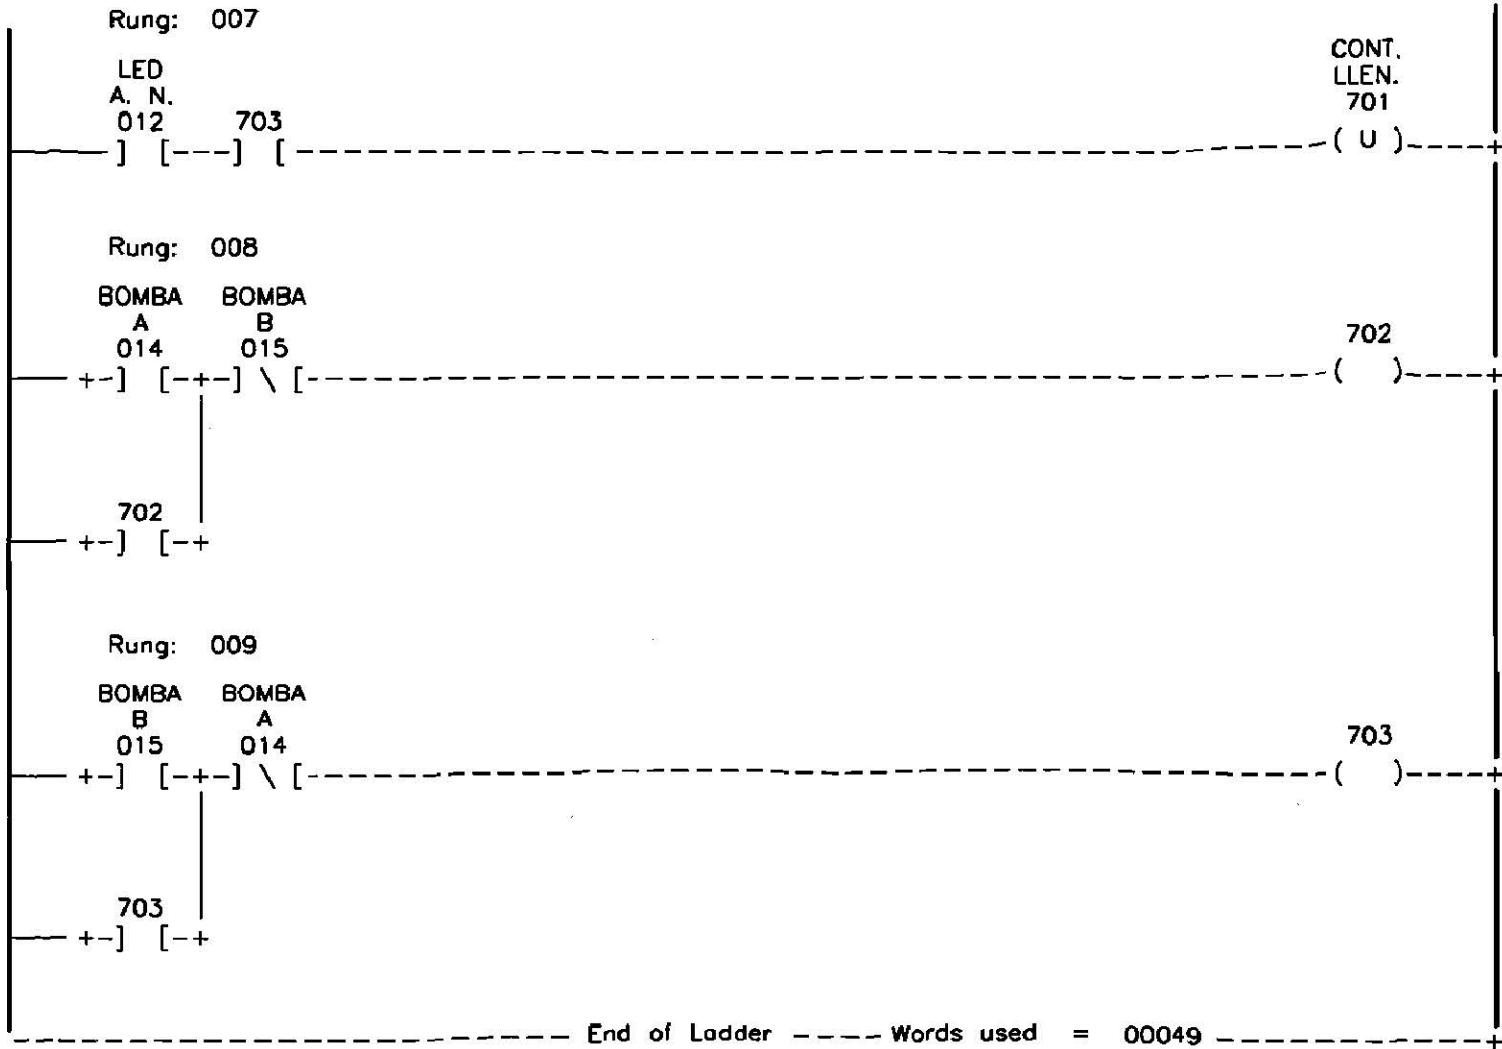 Rung: 007
LED
A. N.
012 703
CONT.
LLEN.
701
] [---] [ ( U )
Rung: 008
BOMBA BOMBA
A B
014 015
702
+-] [-+-] \ [ ( )
702
+-] [-+
Rung: 009
BOMBA BOMBA
B A
015 014
703
+-] [-+-] \ [ ( )
703
+-] [-+
End of Ladder ---- Words used = 00049